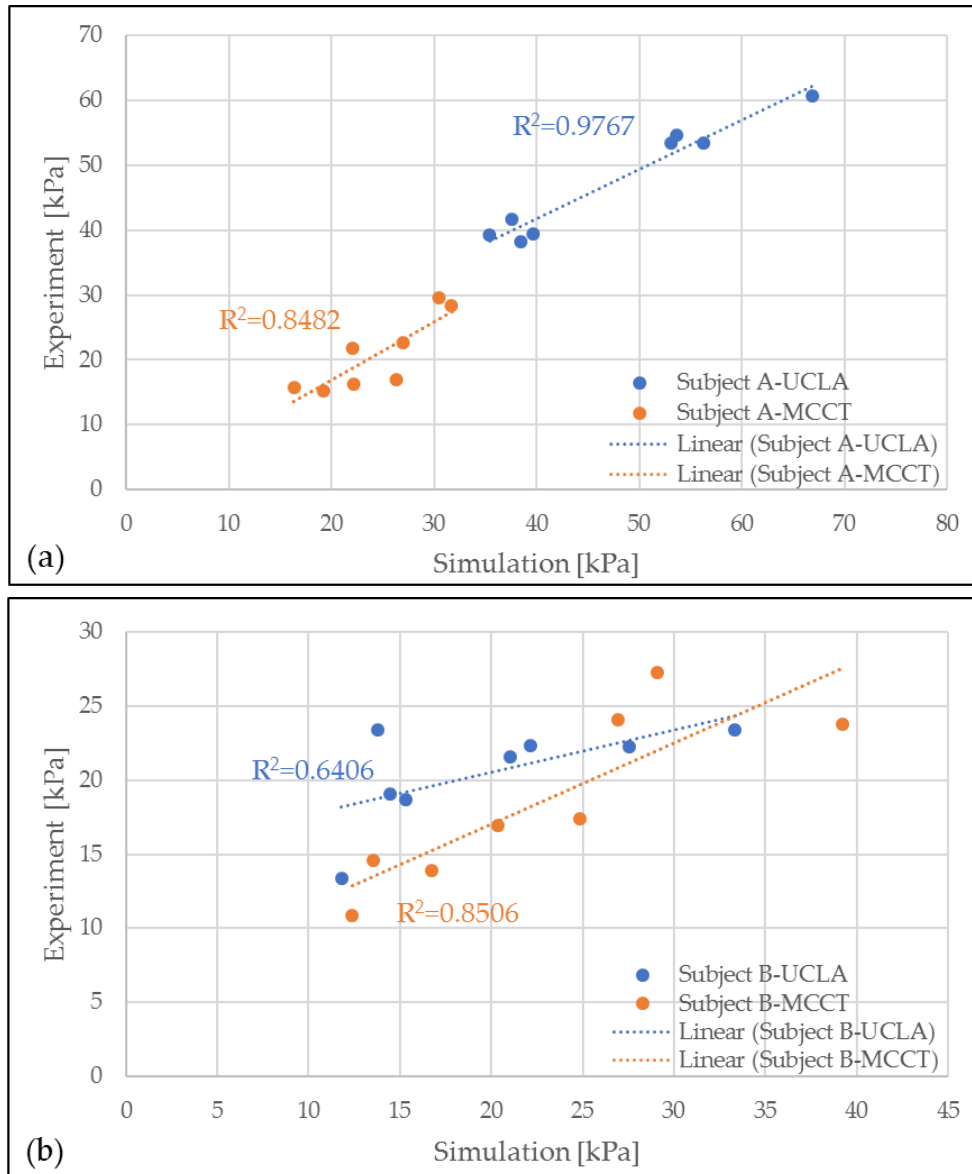 70
60
50
40
30
20
10
0
Experiment [kPa]
R²=0.9767
R²=0.8482
Subject A-UCLA
Subject A-MCCT
Linear (Subject A-UCLA)
Linear (Subject A-MCCT)
0 10 20 30 40 50 60 70 80
Simulation [kPa]
(a)
30
25
20
15
10
5
0
Experiment [kPa]
R²=0.6406
R²=0.8506
Subject B-UCLA
Subject B-MCCT
Linear (Subject B-UCLA)
Linear (Subject B-MCCT)
0 5 10 15 20 25 30 35 40 45
Simulation [kPa]
(b)